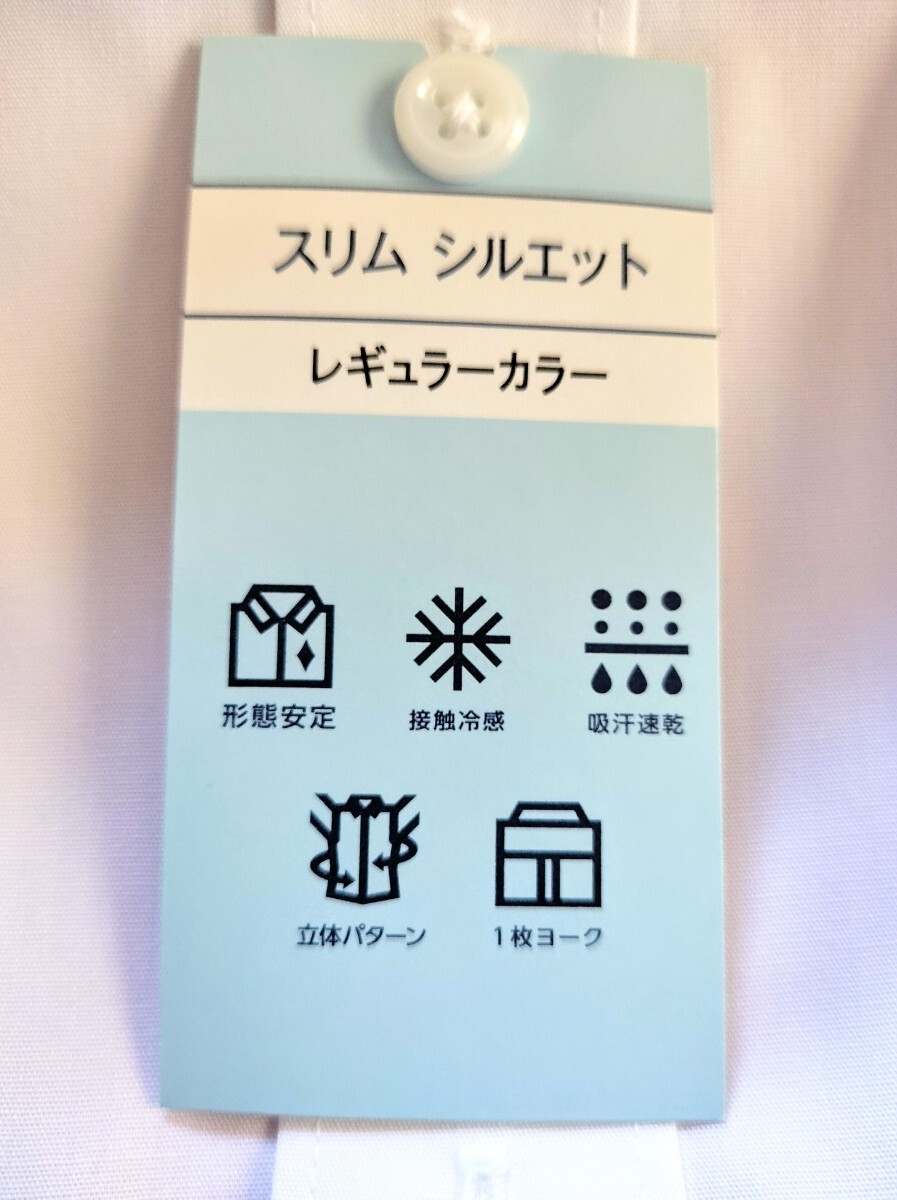 スリム シルエット
レギュラーカラー
形態安定 接触冷感 吸汗速乾
立体パターン 1枚ヨーク